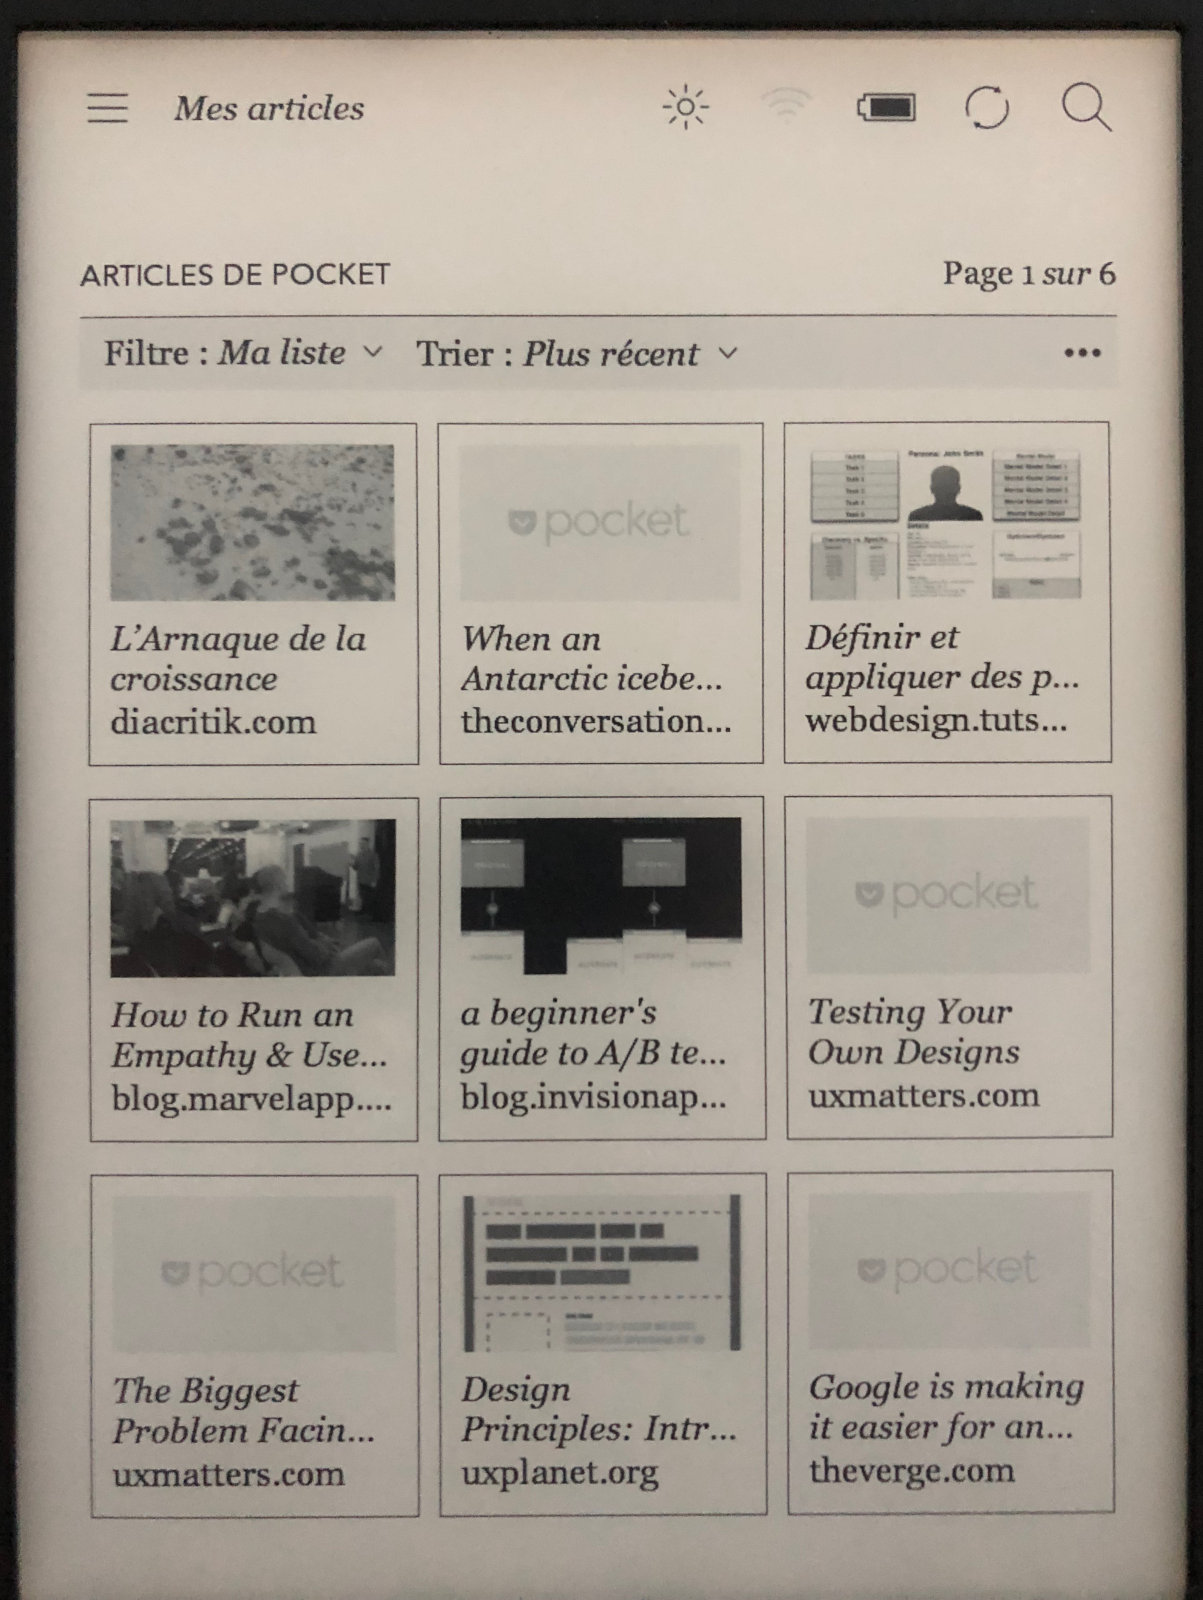 Mes articles
ARTICLES DE POCKET
Page 1 sur 6
Filtre : Ma liste
Trier : Plus récent
•••
pocket
Persona: John Smith
L'Arnaque de la
croissance
diacritik.com
When an
Antarctic icebe...
theconversation...
Définir et
appliquer des p...
webdesign.tuts...
pocket
How to Run an
Empathy & Use...
blog.marvelapp....
a beginner's
guide to A/B te...
blog.invisionap...
Testing Your
Own Designs
uxmatters.com
pocket
pocket
The Biggest
Problem Facin...
uxmatters.com
Design
Principles: Intr...
uxplanet.org
Google is making
it easier for an...
theverge.com